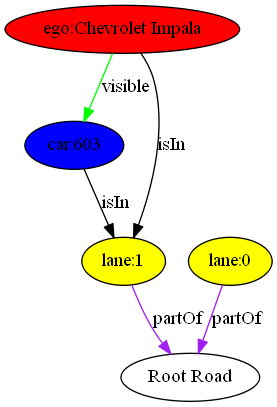 ego:Chevrolet Impala
visible
car:603
isIn
isIn
lane:1
lane:0
partOf
partOf
Root Road